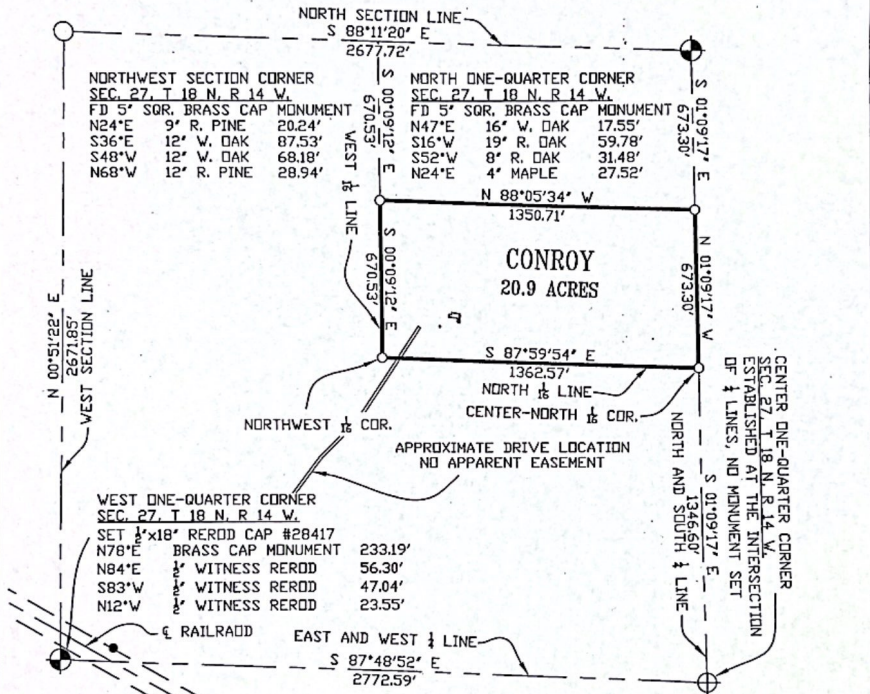 NORTH SECTION LINE
S 88°11'20" E
2677.72'
NORTHWEST SECTION CORNER
SEC. 27, T 18 N, R 14 W.
FD 5" SQR. BRASS CAP MONUMENT
N24°E 9" R. PINE 20.24'
S36°E 12" W. OAK 87.53'
S48°W 12" W. OAK 68.18'
N68°W 12" R. PINE 28.94'
S 00°09'12" E
670.53'
WEST 1/16 LINE
NORTH ONE-QUARTER CORNER
SEC. 27, T 18 N, R 14 W.
FD 5" SQR. BRASS CAP MONUMENT
N47°E 16" W. OAK 17.55'
S16°W 19" R. OAK 59.78'
S52°W 8" R. OAK 31.48'
N24°E 4" MAPLE 27.52'
S 01°09'17" E
673.30'
N 88°05'34" W
1350.71'
S 00°09'12" E
670.53'
CONROY
20.9 ACRES
N 01°09'17" W
673.30'
S 87°59'54" E
1362.57'
NORTH 1/16 LINE
CENTER-NORTH 1/16 COR.
NORTHWEST 1/16 COR.
N 00°51'22" E
2671.85'
WEST SECTION LINE
APPROXIMATE DRIVE LOCATION
NO APPARENT EASEMENT
CENTER ONE-QUARTER CORNER
SEC. 27, T 18 N, R 14 W.
ESTABLISHED AT THE INTERSECTION
OF 1/4 LINES, NO MONUMENT SET
S 01°09'17" E
1346.60'
NORTH AND SOUTH 1/4 LINE
WEST ONE-QUARTER CORNER
SEC. 27, T 18 N, R 14 W.
SET 1/2"x18" REROD CAP #28417
N78°E BRASS CAP MONUMENT 233.19'
N84°E 1/2" WITNESS REROD 56.30'
S83°W 1/2" WITNESS REROD 47.04'
N12°W 1/2" WITNESS REROD 23.55'
℄ RAILRAOD
EAST AND WEST 1/4 LINE
S 87°48'52" E
2772.59'